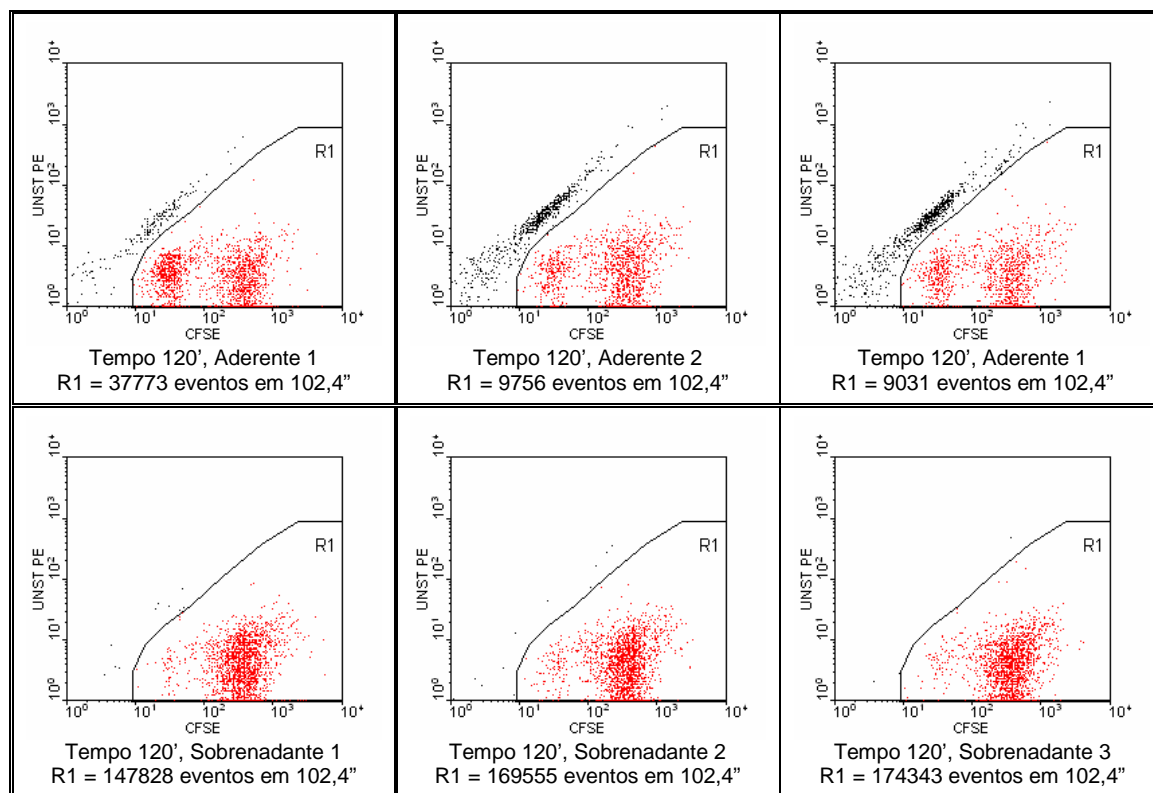 10⁴
10³
10²
10¹
10⁰
UNST PE
R1
10⁰ 10¹ 10² 10³ 10⁴
CFSE
Tempo 120’, Aderente 1
R1 = 37773 eventos em 102,4”
10⁴
10³
10²
10¹
10⁰
UNST PE
R1
10⁰ 10¹ 10² 10³ 10⁴
CFSE
Tempo 120’, Aderente 2
R1 = 9756 eventos em 102,4”
10⁴
10³
10²
10¹
10⁰
UNST PE
R1
10⁰ 10¹ 10² 10³ 10⁴
CFSE
Tempo 120’, Aderente 1
R1 = 9031 eventos em 102,4”
10⁴
10³
10²
10¹
10⁰
UNST PE
R1
10⁰ 10¹ 10² 10³ 10⁴
CFSE
Tempo 120’, Sobrenadante 1
R1 = 147828 eventos em 102,4”
10⁴
10³
10²
10¹
10⁰
UNST PE
R1
10⁰ 10¹ 10² 10³ 10⁴
CFSE
Tempo 120’, Sobrenadante 2
R1 = 169555 eventos em 102,4”
10⁴
10³
10²
10¹
10⁰
UNST PE
R1
10⁰ 10¹ 10² 10³ 10⁴
CFSE
Tempo 120’, Sobrenadante 3
R1 = 174343 eventos em 102,4”